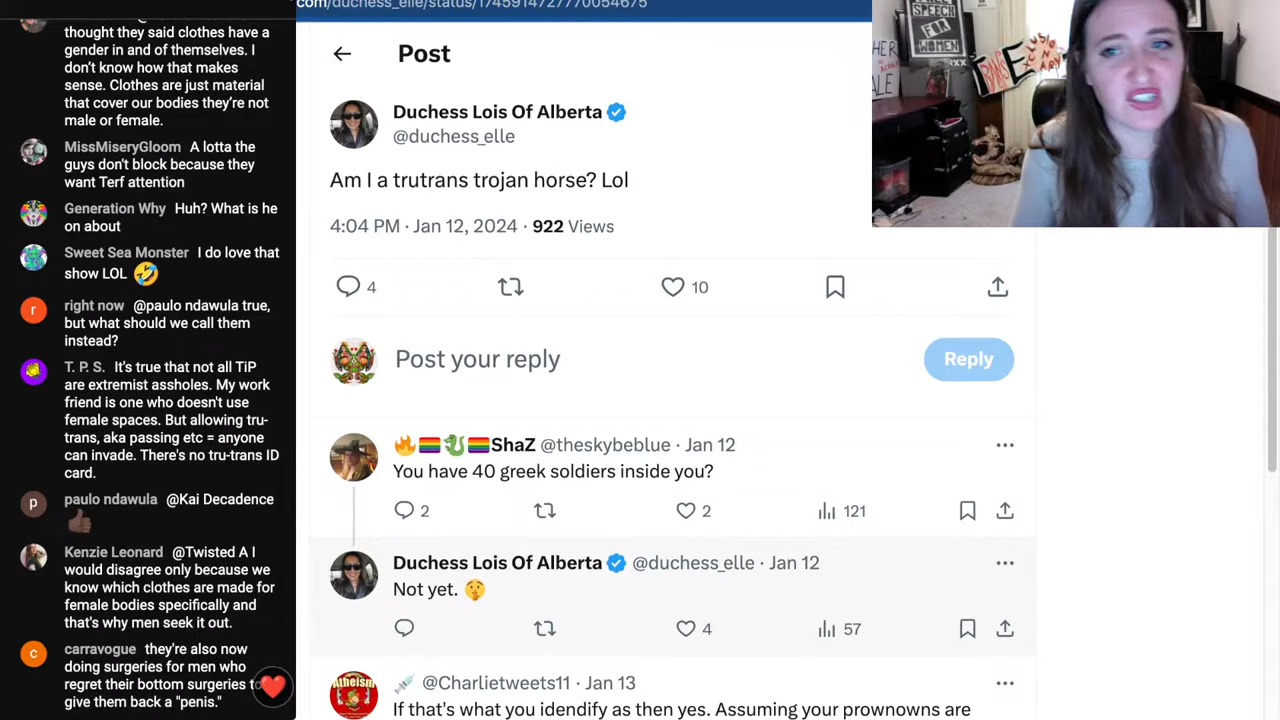 com/duchess_elle/status/1745914727770054675
thought they said clothes have a
gender in and of themselves. I
don't know how that makes
sense. Clothes are just material
that cover our bodies they're not
male or female.
MissMiseryGloom A lotta the
guys don't block because they
want Terf attention
Generation Why Huh? What is he
on about
Sweet Sea Monster I do love that
show LOL 🤣
r
right now @paulo ndawula true,
but what should we call them
instead?
T. P. S. It's true that not all TiP
are extremist assholes. My work
friend is one who doesn't use
female spaces. But allowing tru-
trans, aka passing etc = anyone
can invade. There's no tru-trans ID
card.
p
paulo ndawula @Kai Decadence
👍🏿
Kenzie Leonard @Twisted A I
would disagree only because we
know which clothes are made for
female bodies specifically and
that's why men seek it out.
c
carravogue they're also now
doing surgeries for men who
regret their bottom surgeries to
give them back a "penis."
Post
Duchess Lois Of Alberta
@duchess_elle
Am I a trutrans trojan horse? Lol
4:04 PM · Jan 12, 2024 · 922 Views
4
10
Post your reply
Reply
🔥🏳️‍🌈🐉🏳️‍🌈ShaZ @theskybeblue · Jan 12
You have 40 greek soldiers inside you?
2
2
121
Duchess Lois Of Alberta @duchess_elle · Jan 12
Not yet. 🤫
4
57
Atheism
💉 @Charlietweets11 · Jan 13
If that's what you idendify as then yes. Assuming your prownowns are
SPEECH
FOR
WOMEN
XX